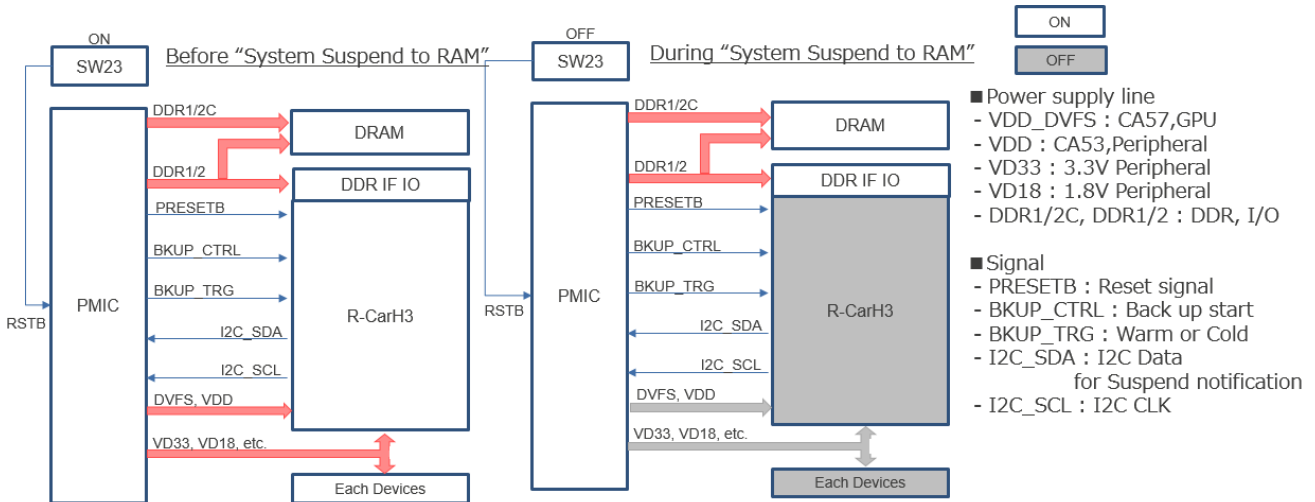 ON
SW23
Before “System Suspend to RAM”
RSTB
PMIC
DDR1/2C
DDR1/2
PRESETB
BKUP_CTRL
BKUP_TRG
I2C_SDA
I2C_SCL
DVFS, VDD
VD33, VD18, etc.
DRAM
DDR IF IO
R-CarH3
Each Devices
OFF
SW23
During “System Suspend to RAM”
RSTB
PMIC
DDR1/2C
DDR1/2
PRESETB
BKUP_CTRL
BKUP_TRG
I2C_SDA
I2C_SCL
DVFS, VDD
VD33, VD18, etc.
DRAM
DDR IF IO
R-CarH3
Each Devices
ON
OFF
■Power supply line
- VDD_DVFS : CA57,GPU
- VDD : CA53,Peripheral
- VD33 : 3.3V Peripheral
- VD18 : 1.8V Peripheral
- DDR1/2C, DDR1/2 : DDR, I/O
■Signal
- PRESETB : Reset signal
- BKUP_CTRL : Back up start
- BKUP_TRG : Warm or Cold
- I2C_SDA : I2C Data
for Suspend notification
- I2C_SCL : I2C CLK